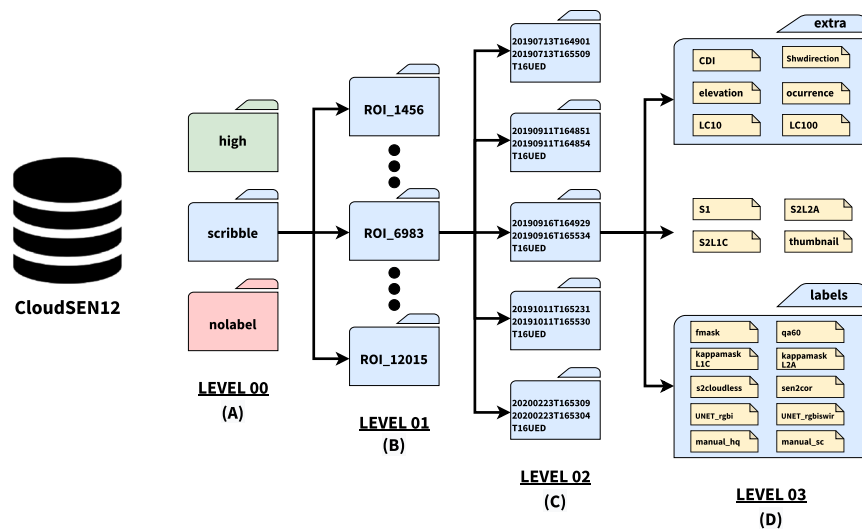 CloudSEN12
high
scribble
nolabel
LEVEL 00
(A)
ROI_1456
ROI_6983
ROI_12015
LEVEL 01
(B)
20190713T164901
20190713T165509
T16UED
20190911T164851
20190911T164854
T16UED
20190916T164929
20190916T165534
T16UED
20191011T165231
20191011T165530
T16UED
20200223T165309
20200223T165304
T16UED
LEVEL 02
(C)
extra
CDI
Shwdirection
elevation
ocurrence
LC10
LC100
S1
S2L2A
S2L1C
thumbnail
labels
fmask
qa60
kappamask
L1C
kappamask
L2A
s2cloudless
sen2cor
UNET_rgbi
UNET_rgbiswir
manual_hq
manual_sc
LEVEL 03
(D)